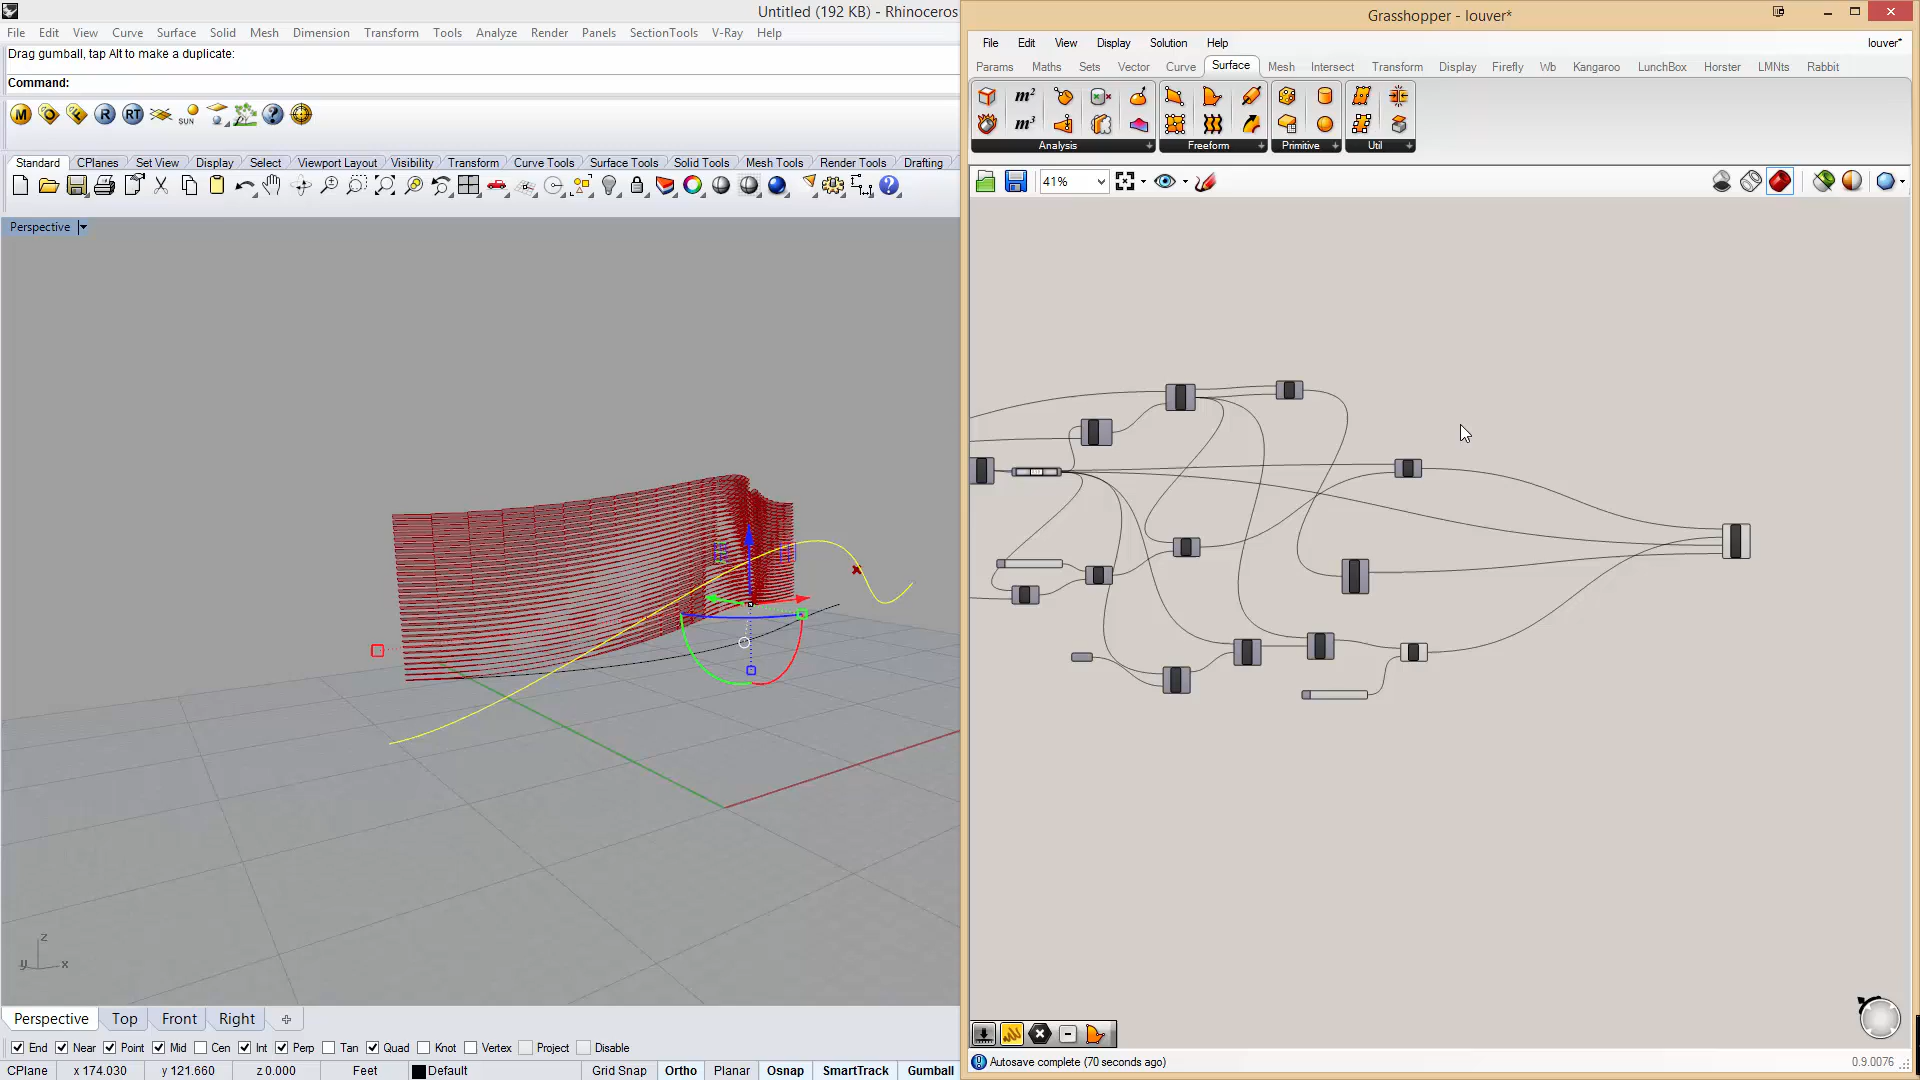 Untitled (192 KB) - Rhinoceros
File Edit View Curve Surface Solid Mesh Dimension Transform Tools Analyze Render Panels SectionTools V-Ray Help
Drag gumball, tap Alt to make a duplicate:
Command:
M R RT SUN
Standard CPlanes Set View Display Select Viewport Layout Visibility Transform Curve Tools Surface Tools Solid Tools Mesh Tools Render Tools Drafting
Perspective
z
y x
Perspective Top Front Right
End Near Point Mid Cen Int Perp Tan Quad Knot Vertex Project Disable
CPlane x 174.030 y 121.660 z 0.000 Feet Default Grid Snap Ortho Planar Osnap SmartTrack Gumball
Grasshopper - louver*
File Edit View Display Solution Help louver*
Params Maths Sets Vector Curve Surface Mesh Intersect Transform Display Firefly Wb Kangaroo LunchBox Horster LMNts Rabbit
m²
m³
Analysis Freeform Primitive Util
41%
Autosave complete (70 seconds ago) 0.9.0076